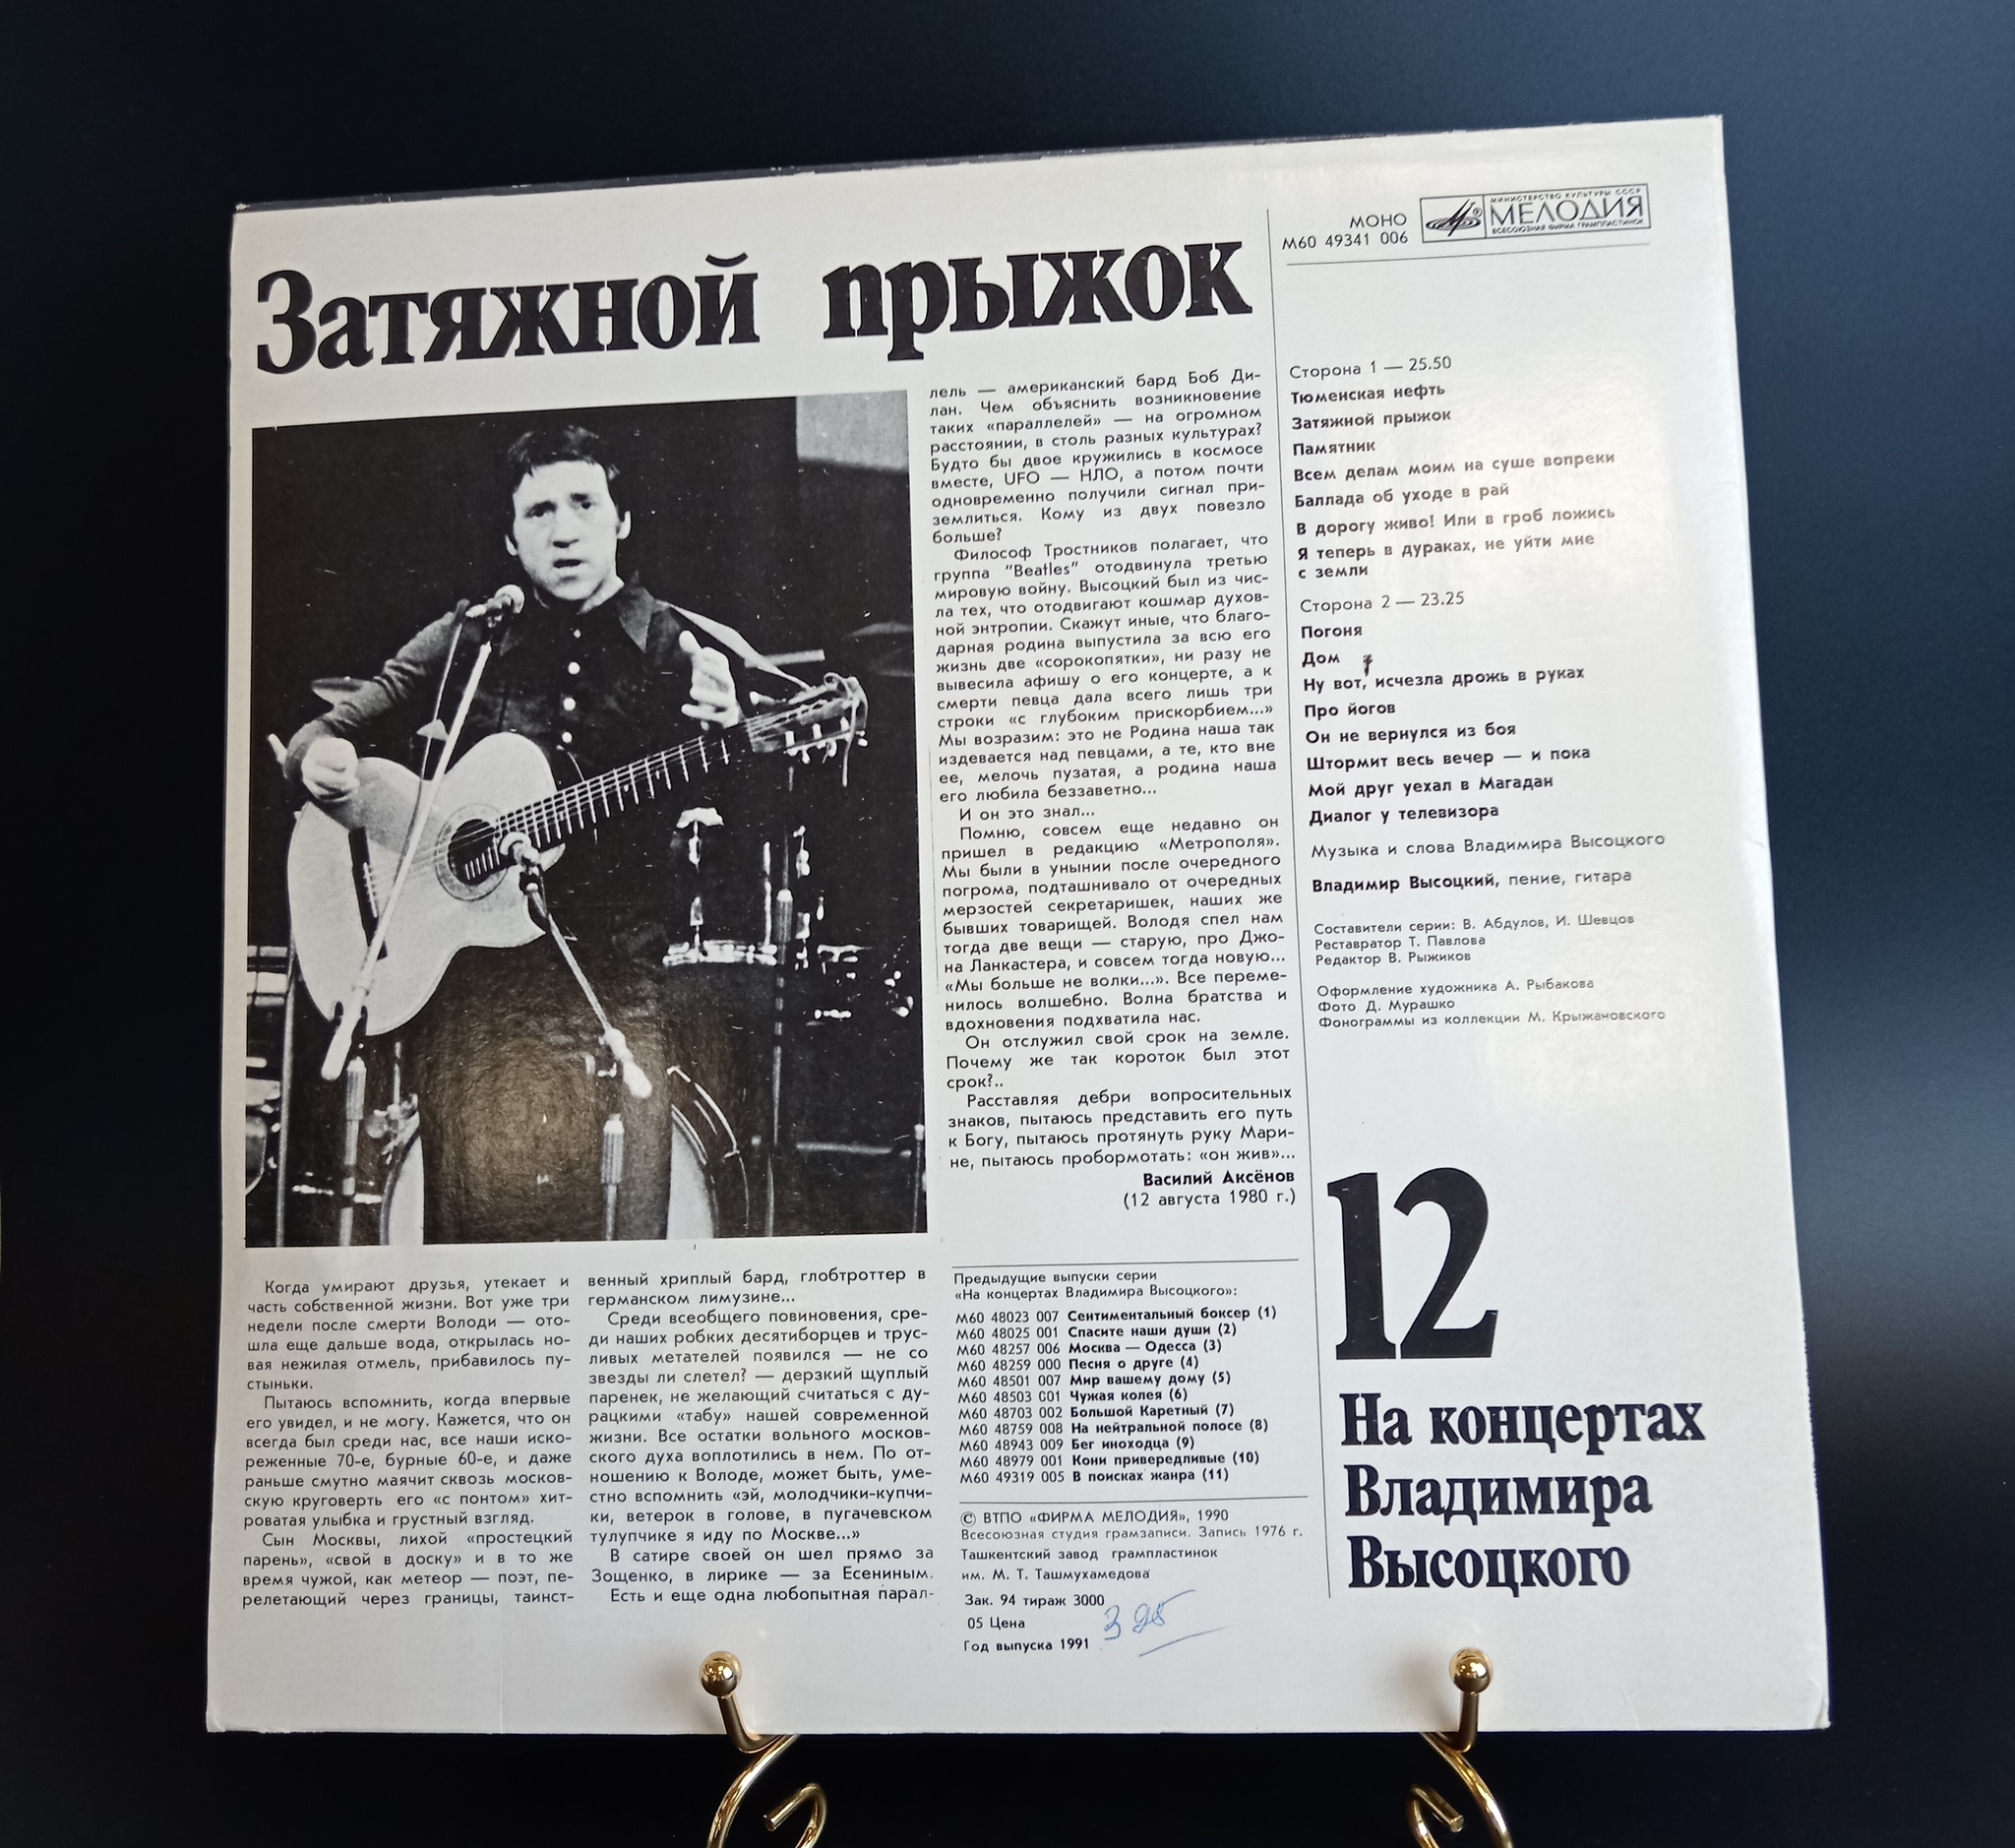 Затяжной прыжок
МОНО
М60 49341 006
МИНИСТЕРСТВО КУЛЬТУРЫ СССР
МЕЛОДИЯ
ВСЕСОЮЗНАЯ ФИРМА ГРАМПЛАСТИНОК
Когда умирают друзья, утекает и
часть собственной жизни. Вот уже три
недели после смерти Володи — ото-
шла еще дальше вода, открылась но-
вая нежилая отмель, прибавилось пу-
стыньки.
Пытаюсь вспомнить, когда впервые
его увидел, и не могу. Кажется, что он
всегда был среди нас, все наши иско-
реженные 70-е, бурные 60-е, и даже
раньше смутно маячит сквозь москов-
скую круговерть его «с понтом» хит-
роватая улыбка и грустный взгляд.
Сын Москвы, лихой «простецкий
парень», «свой в доску» и в то же
время чужой, как метеор — поэт, пе-
релетающий через границы, таинст-
венный хриплый бард, глобтроттер в
германском лимузине...
Среди всеобщего повиновения, сре-
ди наших робких десятиборцев и трус-
ливых метателей появился — не со
звезды ли слетел? — дерзкий щуплый
паренек, не желающий считаться с ду-
рацкими «табу» нашей современной
жизни. Все остатки вольного москов-
ского духа воплотились в нем. По от-
ношению к Володе, может быть, уме-
стно вспомнить «эй, молодчики-купчи-
ки, ветерок в голове, в пугачевском
тулупчике я иду по Москве...»
В сатире своей он шел прямо за
Зощенко, в лирике — за Есениным.
Есть и еще одна любопытная парал-
лель — американский бард Боб Ди-
лан. Чем объяснить возникновение
таких «параллелей» — на огромном
расстоянии, в столь разных культурах?
Будто бы двое кружились в космосе
вместе, UFO — НЛО, а потом почти
одновременно получили сигнал при-
землиться. Кому из двух повезло
больше?
Философ Тростников полагает, что
группа "Beatles" отодвинула третью
мировую войну. Высоцкий был из чис-
ла тех, что отодвигают кошмар духов-
ной энтропии. Скажут иные, что благо-
дарная родина выпустила за всю его
жизнь две «сорокопятки», ни разу не
вывесила афишу о его концерте, а к
смерти певца дала всего лишь три
строки «с глубоким прискорбием...»
Мы возразим: это не Родина наша так
издевается над певцами, а те, кто вне
ее, мелочь пузатая, а родина наша
его любила беззаветно...
И он это знал...
Помню, совсем еще недавно он
пришел в редакцию «Метрополя».
Мы были в унынии после очередного
погрома, подташнивало от очередных
мерзостей секретаришек, наших же
бывших товарищей. Володя спел нам
тогда две вещи — старую, про Джо-
на Ланкастера, и совсем тогда новую...
«Мы больше не волки...». Все переме-
нилось волшебно. Волна братства и
вдохновения подхватила нас.
Он отслужил свой срок на земле.
Почему же так короток был этот
срок?..
Расставляя дебри вопросительных
знаков, пытаюсь представить его путь
к Богу, пытаюсь протянуть руку Мари-
не, пытаюсь пробормотать: «он жив»...
Василий Аксёнов
(12 августа 1980 г.)
Предыдущие выпуски серии
«На концертах Владимира Высоцкого»:
М60 48023 007 Сентиментальный боксер (1)
М60 48025 001 Спасите наши души (2)
М60 48257 006 Москва — Одесса (3)
М60 48259 000 Песня о друге (4)
М60 48501 007 Мир вашему дому (5)
М60 48503 001 Чужая колея (6)
М60 48703 002 Большой Каретный (7)
М60 48759 008 На нейтральной полосе (8)
М60 48943 009 Бег иноходца (9)
М60 48979 001 Кони привередливые (10)
М60 49319 005 В поисках жанра (11)
© ВТПО «ФИРМА МЕЛОДИЯ», 1990
Всесоюзная студия грамзаписи. Запись 1976 г.
Ташкентский завод грампластинок
им. М. Т. Ташмухамедова
Зак. 94 тираж 3000
05 Цена
3 95
Год выпуска 1991
Сторона 1 — 25.50
Тюменская нефть
Затяжной прыжок
Памятник
Всем делам моим на суше вопреки
Баллада об уходе в рай
В дорогу живо! Или в гроб ложись
Я теперь в дураках, не уйти мне
с земли
Сторона 2 — 23.25
Погоня
Дом
Ну вот, исчезла дрожь в руках
Про йогов
Он не вернулся из боя
Штормит весь вечер — и пока
Мой друг уехал в Магадан
Диалог у телевизора
Музыка и слова Владимира Высоцкого
Владимир Высоцкий, пение, гитара
Составители серии: В. Абдулов, И. Шевцов
Реставратор Т. Павлова
Редактор В. Рыжиков
Оформление художника А. Рыбакова
Фото Д. Мурашко
Фонограммы из коллекции М. Крыжановского
12
На концертах
Владимира
Высоцкого